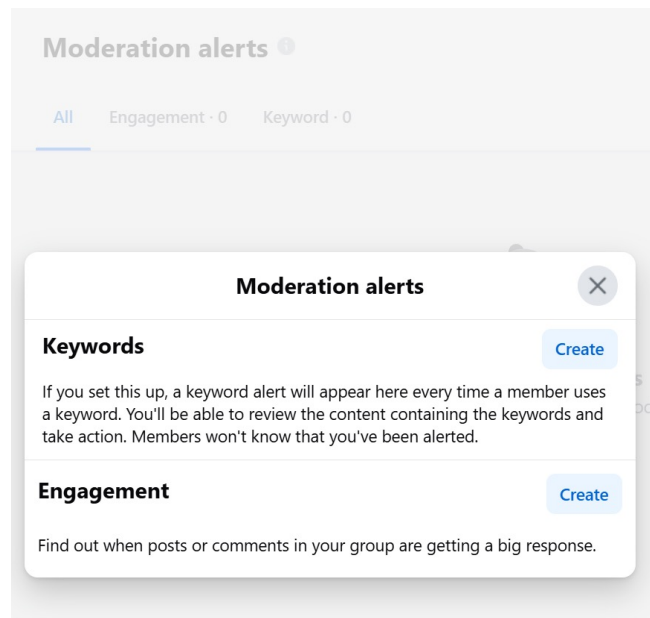 Moderation alerts
All Engagement · 0 Keyword · 0
Moderation alerts
Keywords
Create
If you set this up, a keyword alert will appear here every time a member uses
a keyword. You'll be able to review the content containing the keywords and
take action. Members won't know that you've been alerted.
Engagement
Create
Find out when posts or comments in your group are getting a big response.